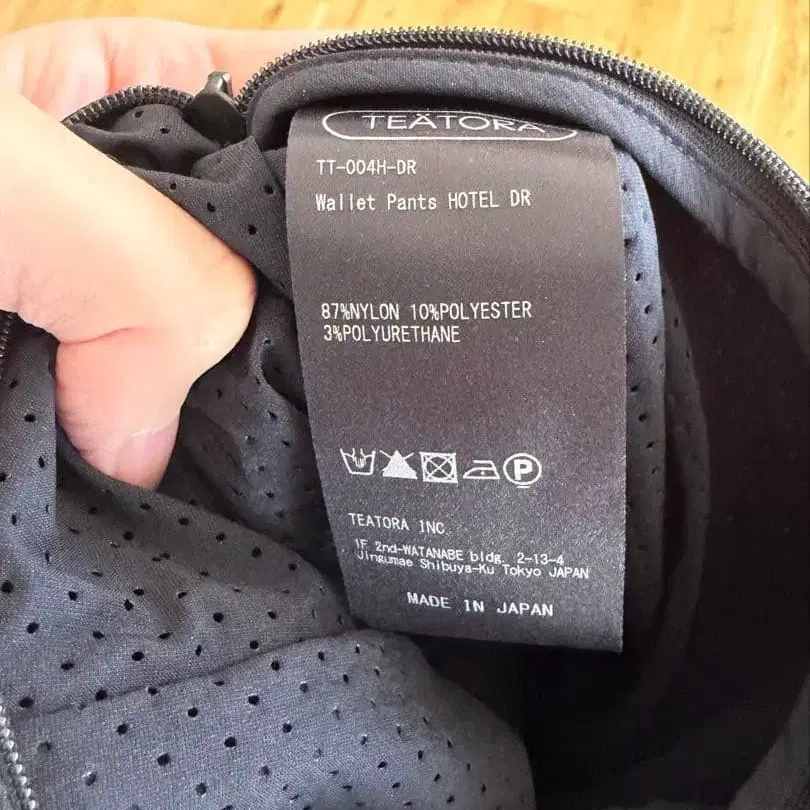 TEÄTORA
TT-004H-DR
Wallet Pants HOTEL DR
87%NYLON 10%POLYESTER
3%POLYURETHANE
P
TEATORA INC.
1F 2nd-WATANABE bldg. 2-13-4
Jingumae Shibuya-Ku Tokyo JAPAN
MADE IN JAPAN